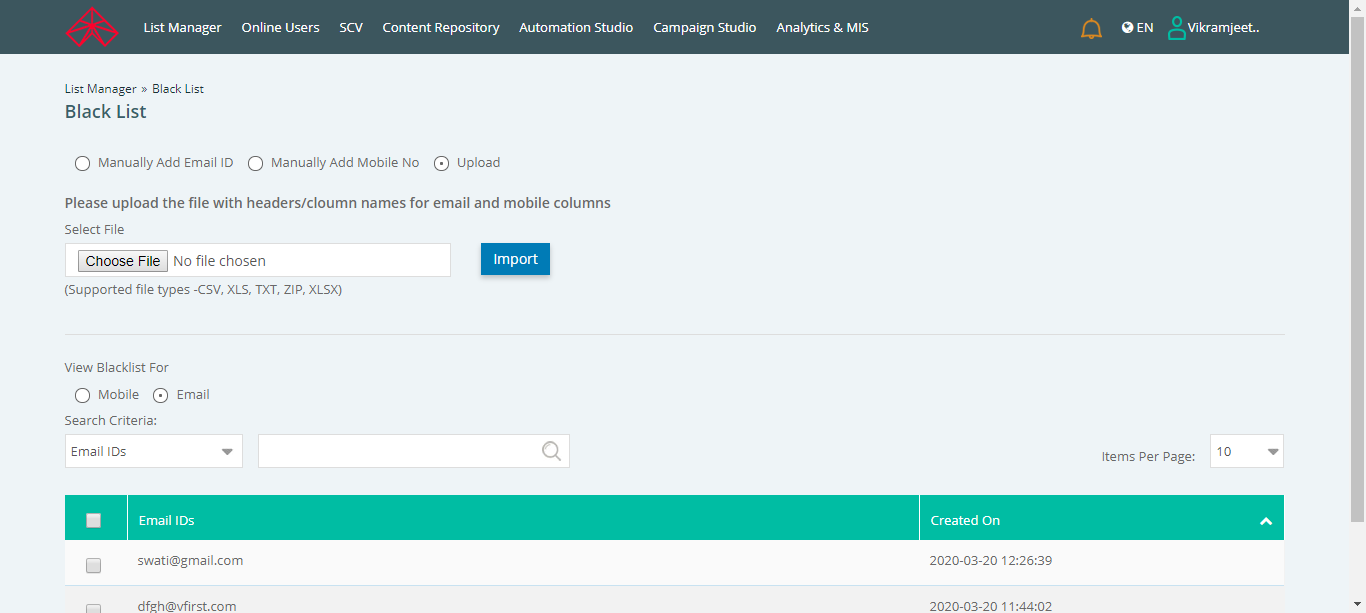 List Manager Online Users SCV Content Repository Automation Studio Campaign Studio Analytics & MIS EN Vikramjeet..
List Manager » Black List
Black List
Manually Add Email ID Manually Add Mobile No Upload
Please upload the file with headers/cloumn names for email and mobile columns
Select File
Choose File No file chosen Import
(Supported file types -CSV, XLS, TXT, ZIP, XLSX)
View Blacklist For
Mobile Email
Search Criteria:
Email IDs Items Per Page: 10
Email IDs Created On
swati@gmail.com 2020-03-20 12:26:39
dfgh@vfirst.com 2020-03-20 11:44:02